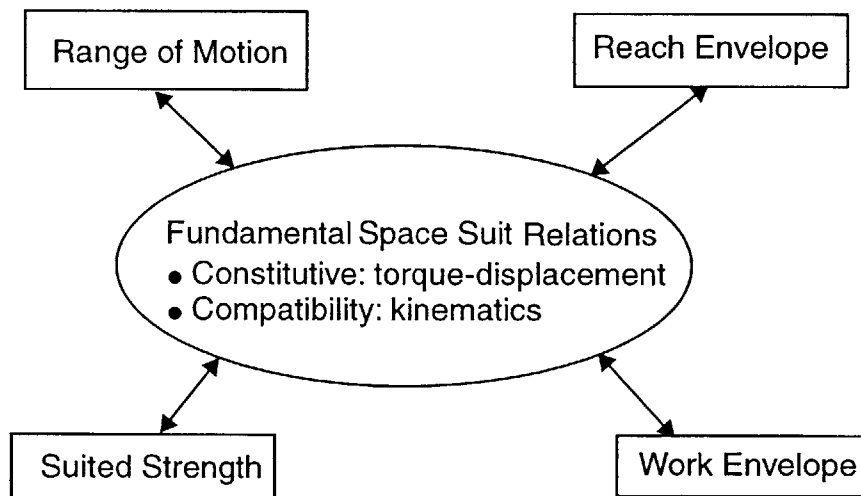 Range of Motion
Reach Envelope
Fundamental Space Suit Relations
● Constitutive: torque-displacement
● Compatibility: kinematics
Suited Strength
Work Envelope